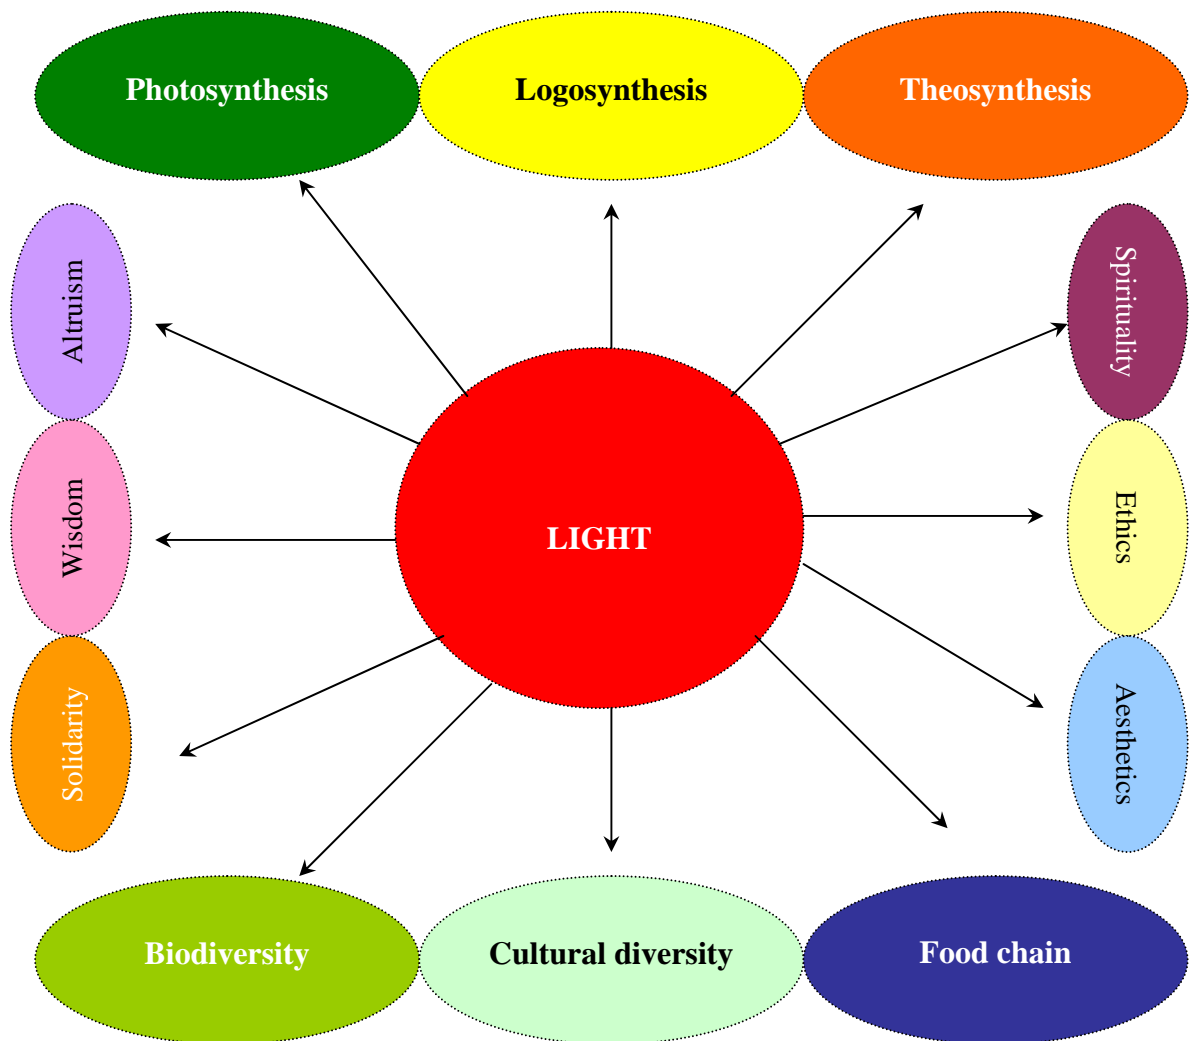 Photosynthesis
Logosynthesis
Theosynthesis
Altruism
Spirituality
Wisdom
LIGHT
Ethics
Solidarity
Aesthetics
Biodiversity
Cultural diversity
Food chain